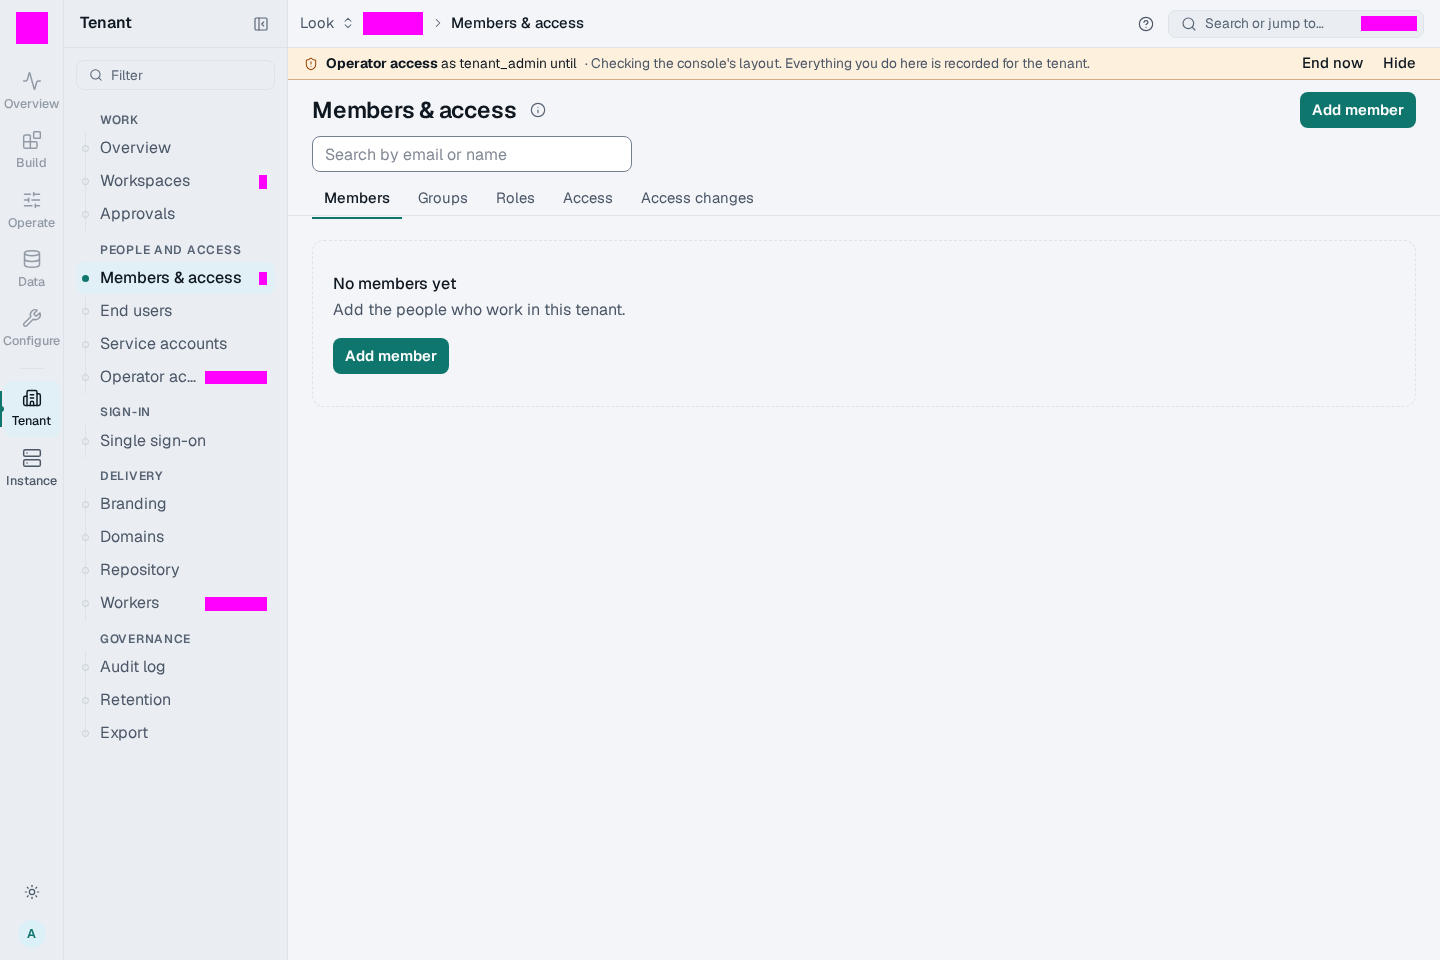 Tenant
Look
Members & access
Search or jump to...
Operator access as tenant_admin until · Checking the console's layout. Everything you do here is recorded for the tenant.
End now
Hide
Overview
Build
Operate
Data
Configure
Tenant
Instance
A
Filter
WORK
Overview
Workspaces
Approvals
PEOPLE AND ACCESS
Members & access
End users
Service accounts
Operator ac...
SIGN-IN
Single sign-on
DELIVERY
Branding
Domains
Repository
Workers
GOVERNANCE
Audit log
Retention
Export
Members & access
Add member
Search by email or name
Members
Groups
Roles
Access
Access changes
No members yet
Add the people who work in this tenant.
Add member